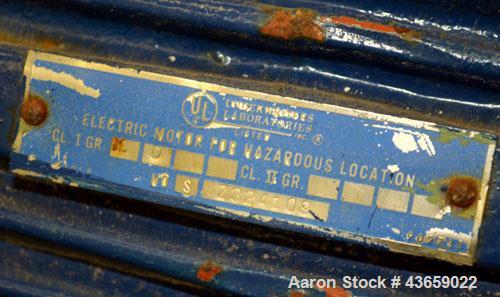 UL
UNDERWRITERS
LABORATORIES
INC. ®
ELECTRIC MOTOR FOR HAZARDOUS LOCATION
CL I GR. D CL II GR.
S
Aaron Stock # 43659022